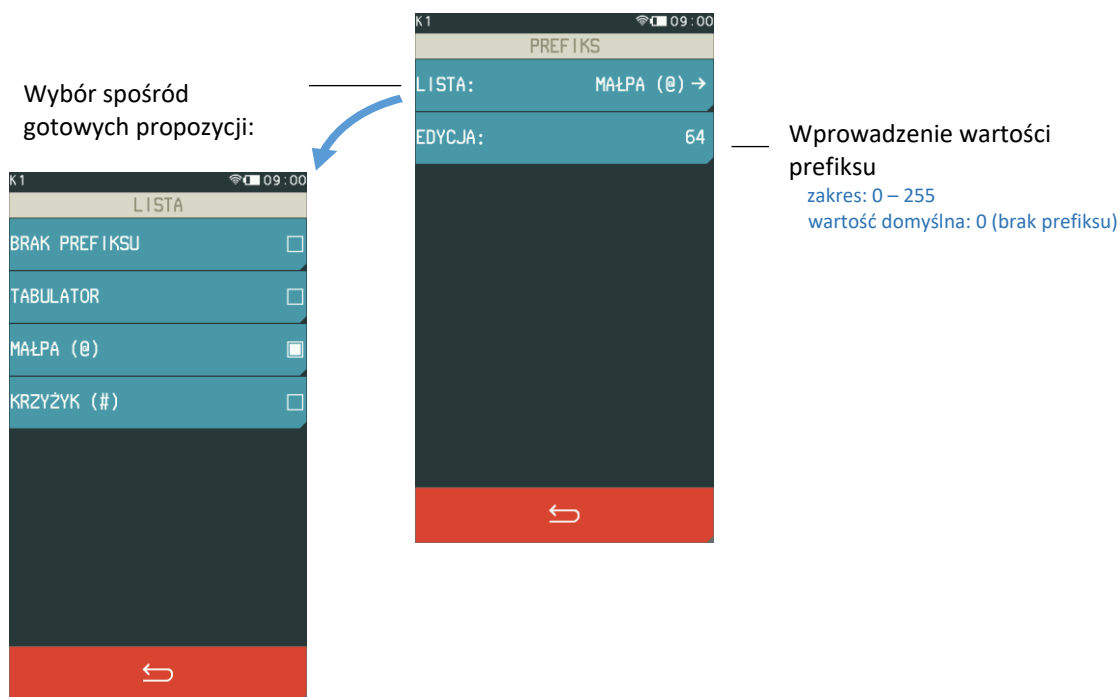 Wybór spośród
gotowych propozycji:
K1 09:00
LISTA
BRAK PREFIKSU
TABULATOR
MAŁPA (@)
KRZYŻYK (#)
K1 09:00
PREFIKS
LISTA: MAŁPA (@) →
EDYCJA: 64
Wprowadzenie wartości
prefiksu
zakres: 0 – 255
wartość domyślna: 0 (brak prefiksu)